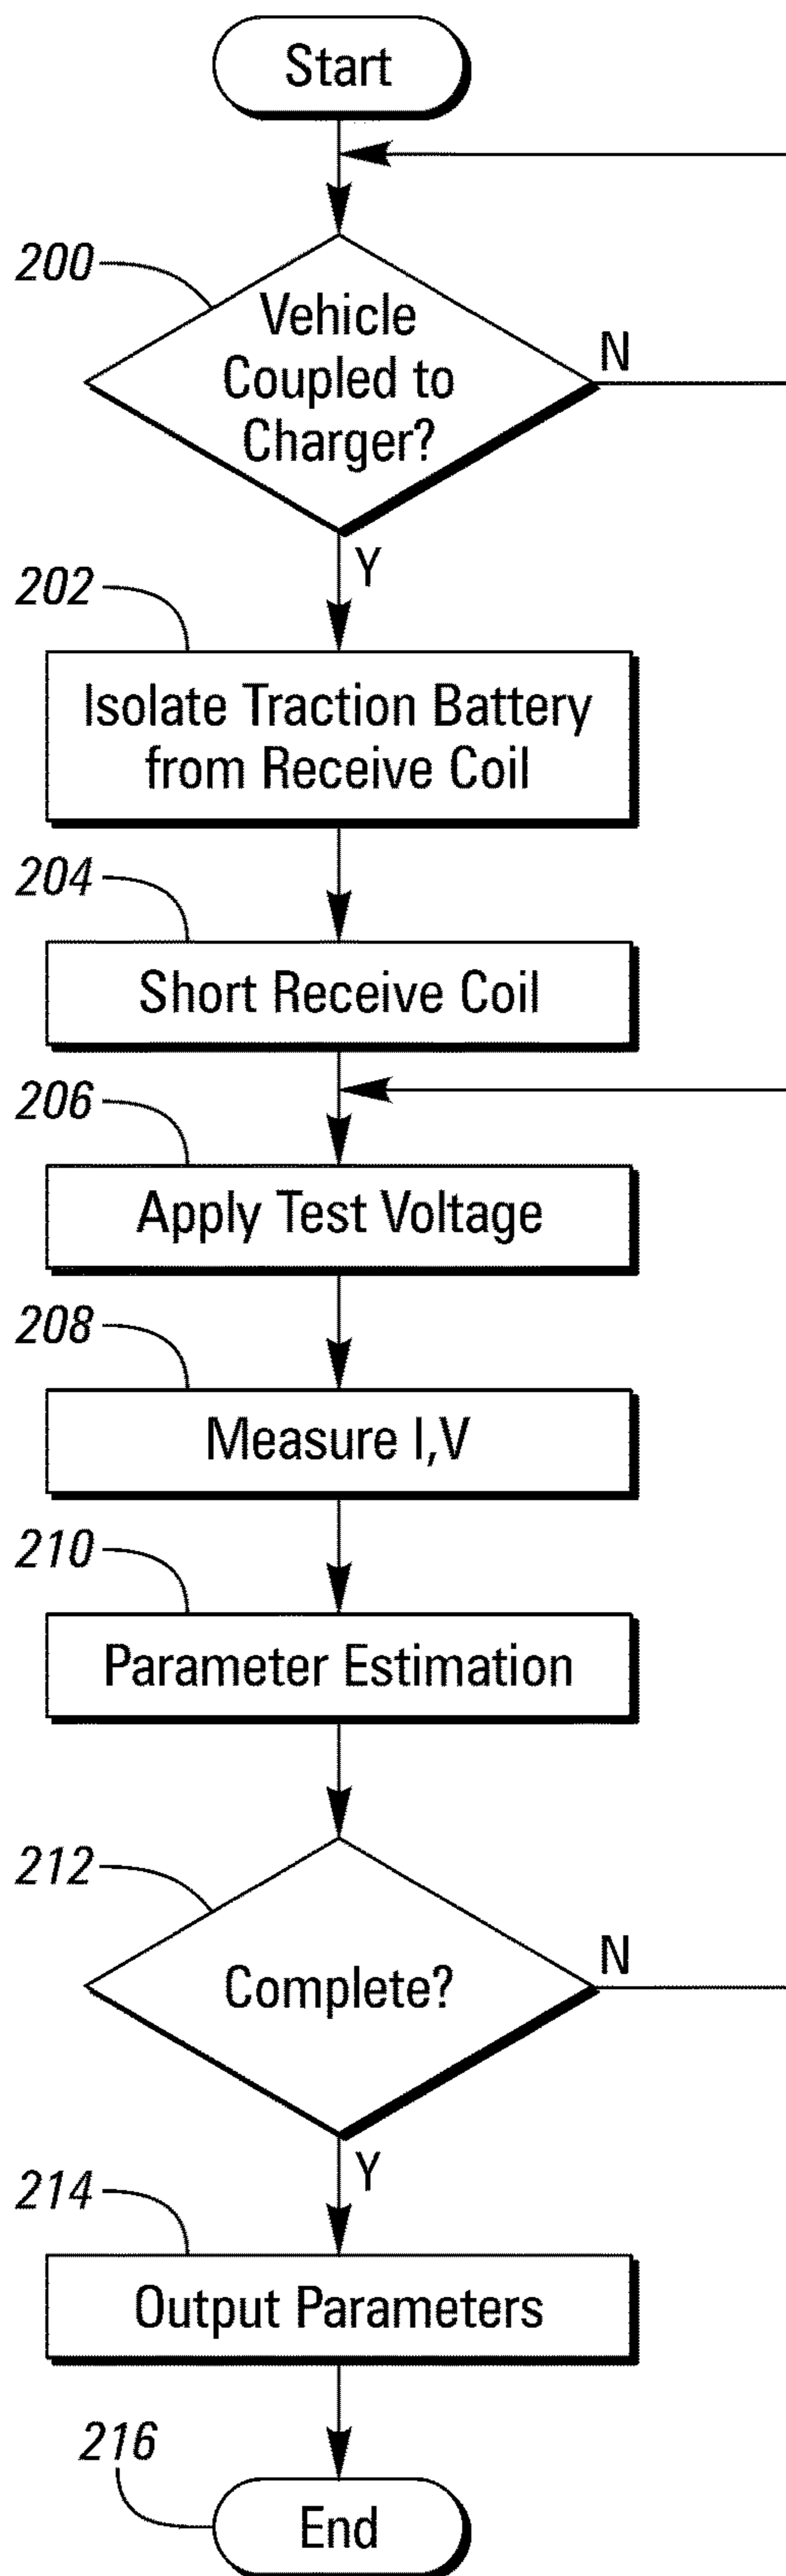 Start
200
Vehicle
Coupled to
Charger?
N
Y
202
Isolate Traction Battery
from Receive Coil
204
Short Receive Coil
206
Apply Test Voltage
208
Measure I,V
210
Parameter Estimation
212
Complete?
N
Y
214
Output Parameters
216
End